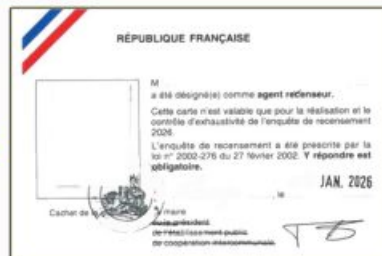 RÉPUBLIQUE FRANÇAISE
M
a été désigné(e) comme agent recenseur.
Cette carte n'est valable que pour la réalisation et le
contrôle d'exhaustivité de l'enquête de recensement
2026.
L'enquête de recensement a été prescrite par la
loi n° 2002-276 du 27 février 2002. Y répondre est
obligatoire.
JAN. 2026
, le
Cachet de la
maire
ou le président
de l'établissement public
de coopération intercommunale.